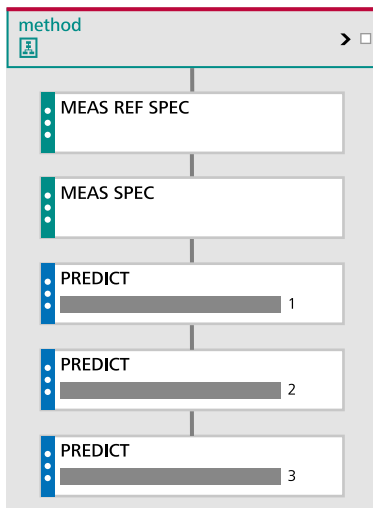 method
MEAS REF SPEC
MEAS SPEC
PREDICT
1
PREDICT
2
PREDICT
3